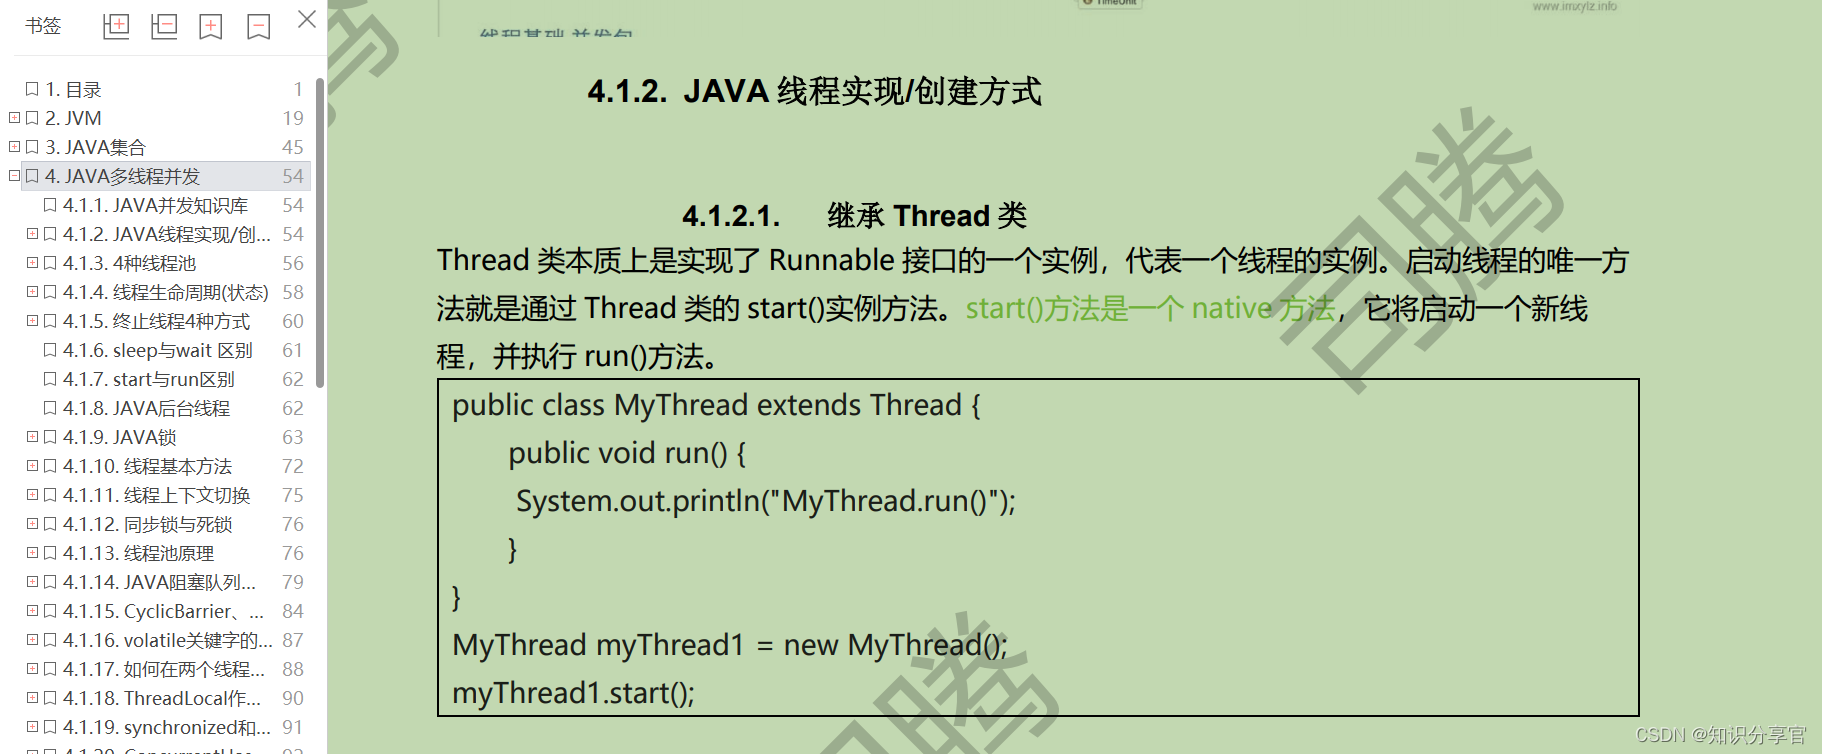 书签
1. 目录 1
2. JVM 19
3. JAVA集合 45
4. JAVA多线程并发 54
4.1.1. JAVA并发知识库 54
4.1.2. JAVA线程实现/创... 54
4.1.3. 4种线程池 56
4.1.4. 线程生命周期(状态) 58
4.1.5. 终止线程4种方式 60
4.1.6. sleep与wait 区别 61
4.1.7. start与run区别 62
4.1.8. JAVA后台线程 62
4.1.9. JAVA锁 63
4.1.10. 线程基本方法 72
4.1.11. 线程上下文切换 75
4.1.12. 同步锁与死锁 76
4.1.13. 线程池原理 76
4.1.14. JAVA阻塞队列... 79
4.1.15. CyclicBarrier、... 84
4.1.16. volatile关键字的... 87
4.1.17. 如何在两个线程... 88
4.1.18. ThreadLocal作... 90
4.1.19. synchronized和... 91
TimeUnit
www.imxylz.info
线程基础 并发包
4.1.2. JAVA 线程实现/创建方式
4.1.2.1. 继承 Thread 类
Thread 类本质上是实现了 Runnable 接口的一个实例，代表一个线程的实例。启动线程的唯一方
法就是通过 Thread 类的 start()实例方法。start()方法是一个 native 方法，它将启动一个新线
程，并执行 run()方法。
public class MyThread extends Thread {
public void run() {
System.out.println("MyThread.run()");
}
}
MyThread myThread1 = new MyThread();
myThread1.start();
司腾
CSDN @知识分享官